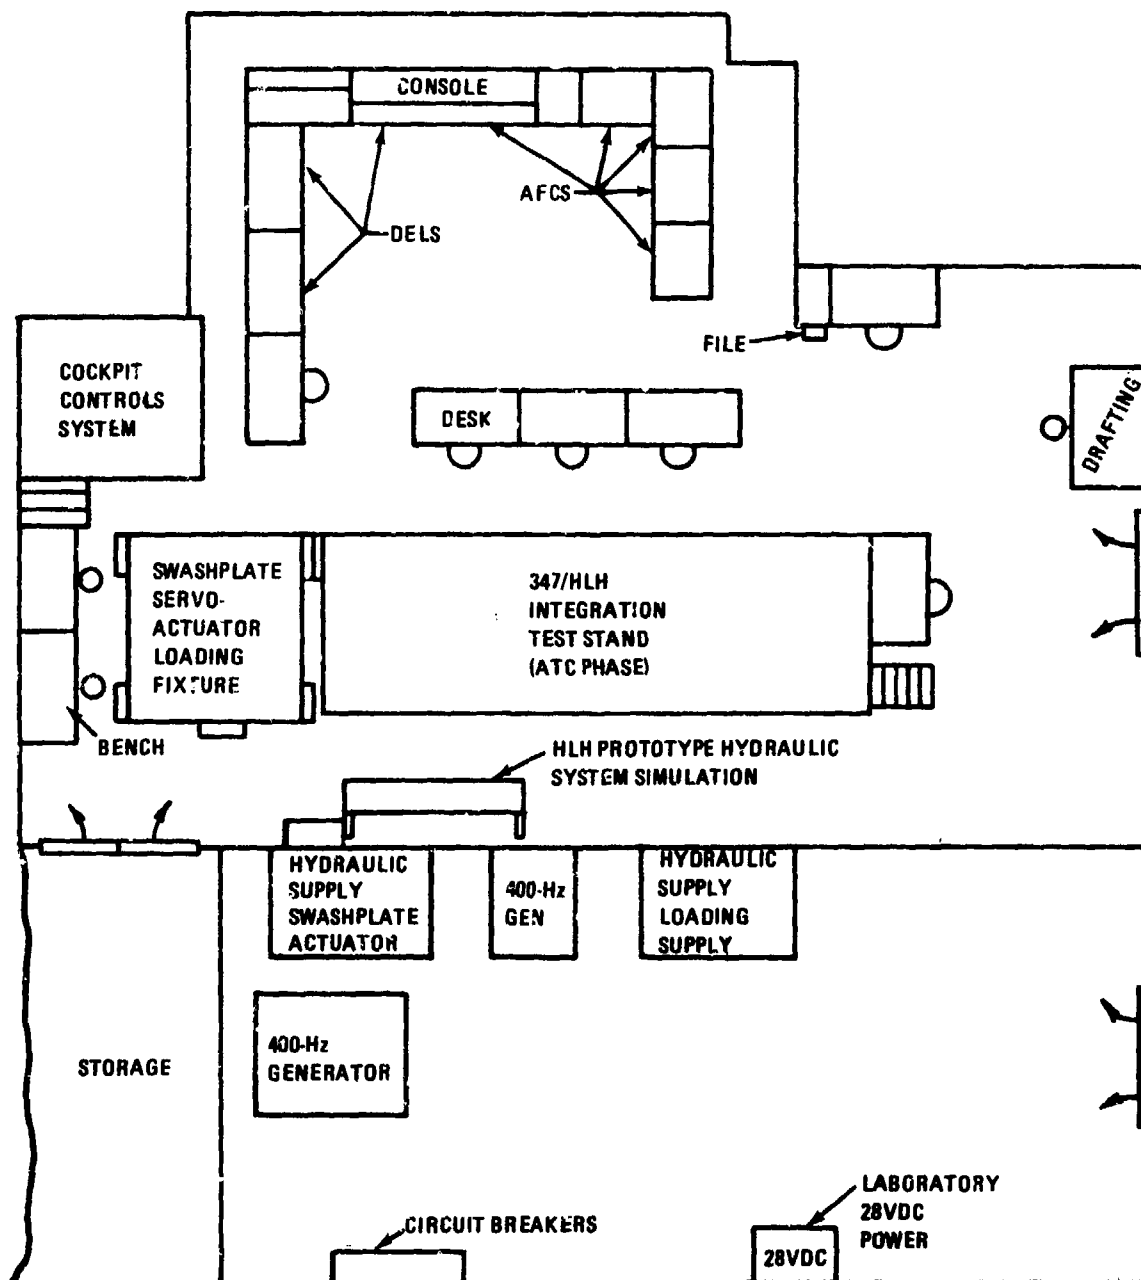 CONSOLE
AFCS
DELS
FILE
COCKPIT
CONTROLS
SYSTEM
DESK
DRAFTING
SWASHPLATE
SERVO-
ACTUATOR
LOADING
FIXTURE
347/HLH
INTEGRATION
TEST STAND
(ATC PHASE)
BENCH
HLH PROTOTYPE HYDRAULIC
SYSTEM SIMULATION
HYDRAULIC
SUPPLY
SWASHPLATE
ACTUATOR
400-Hz
GEN
HYDRAULIC
SUPPLY
LOADING
SUPPLY
STORAGE
400-Hz
GENERATOR
CIRCUIT BREAKERS
LABORATORY
28VDC
POWER
28VDC